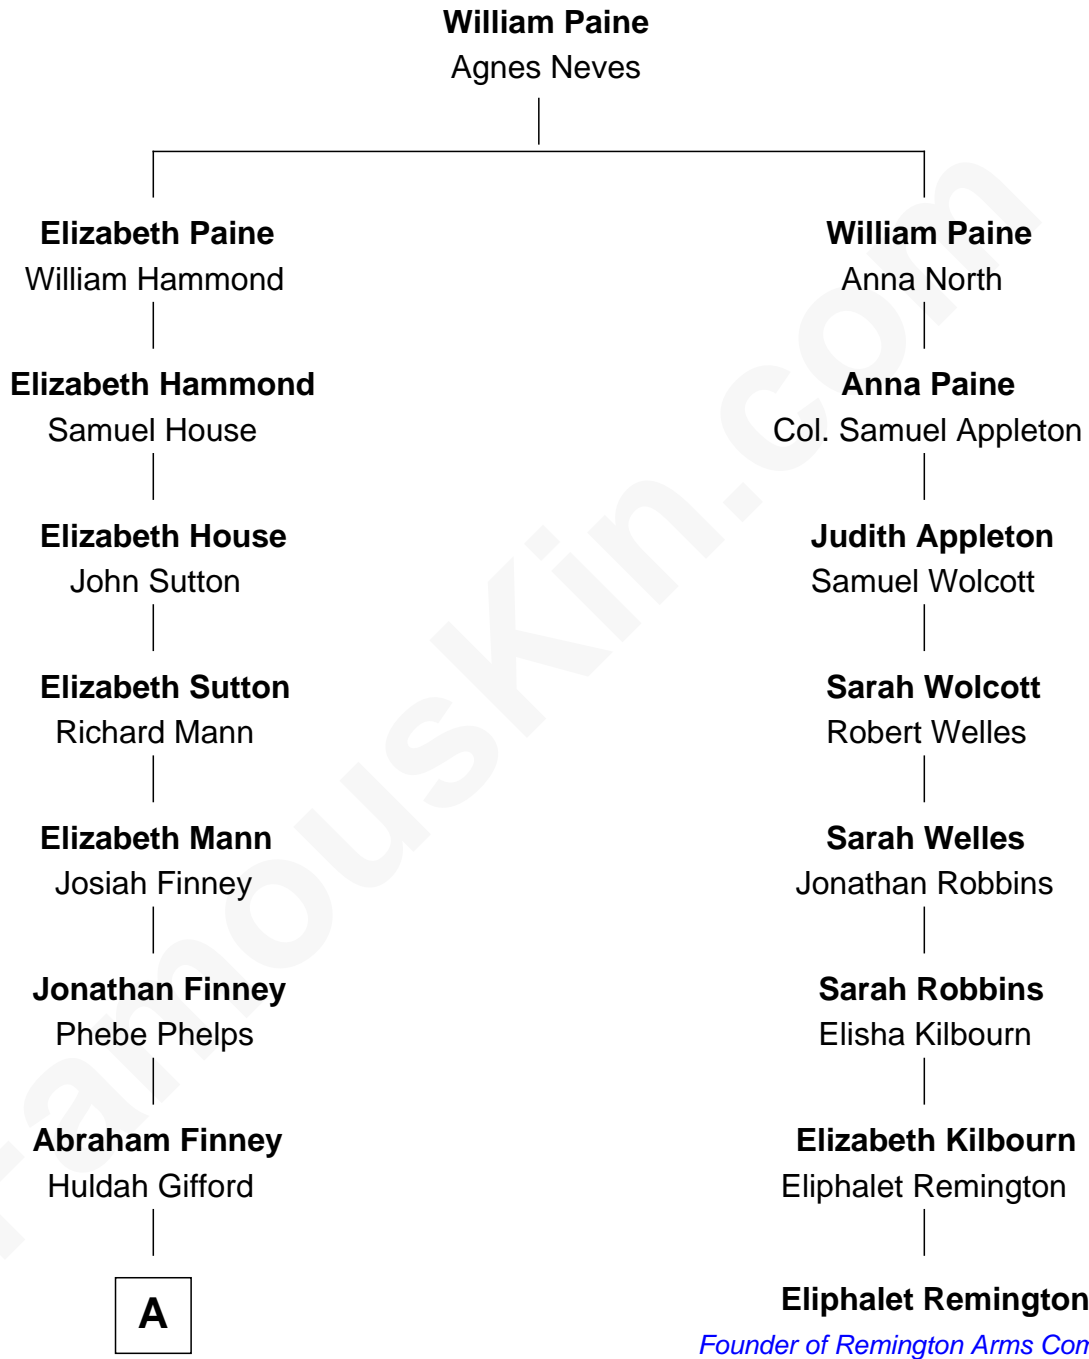 William Paine
Agnes Neves
Elizabeth Paine
William Hammond
William Paine
Anna North
Elizabeth Hammond
Samuel House
Anna Paine
Col. Samuel Appleton
Elizabeth House
John Sutton
Judith Appleton
Samuel Wolcott
Elizabeth Sutton
Richard Mann
Sarah Wolcott
Robert Welles
Elizabeth Mann
Josiah Finney
Sarah Welles
Jonathan Robbins
Jonathan Finney
Phebe Phelps
Sarah Robbins
Elisha Kilbourn
Abraham Finney
Huldah Gifford
Elizabeth Kilbourn
Eliphalet Remington
A
Eliphalet Remington
Founder of Remington Arms Com
FamousKin.com